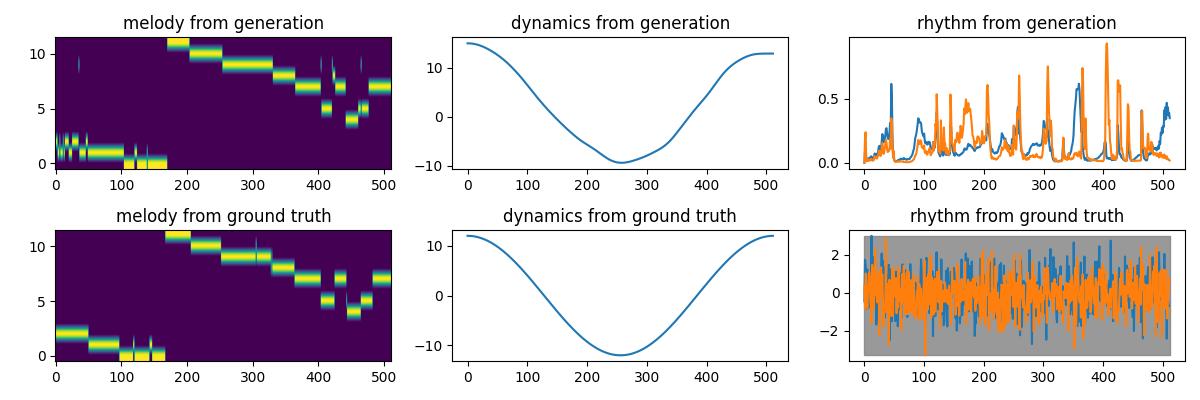 melody from generation
10
5
0
0 100 200 300 400 500
dynamics from generation
10
0
−10
0 100 200 300 400 500
rhythm from generation
0.5
0.0
0 100 200 300 400 500
melody from ground truth
10
5
0
0 100 200 300 400 500
dynamics from ground truth
10
0
−10
0 100 200 300 400 500
rhythm from ground truth
2
0
−2
0 100 200 300 400 500